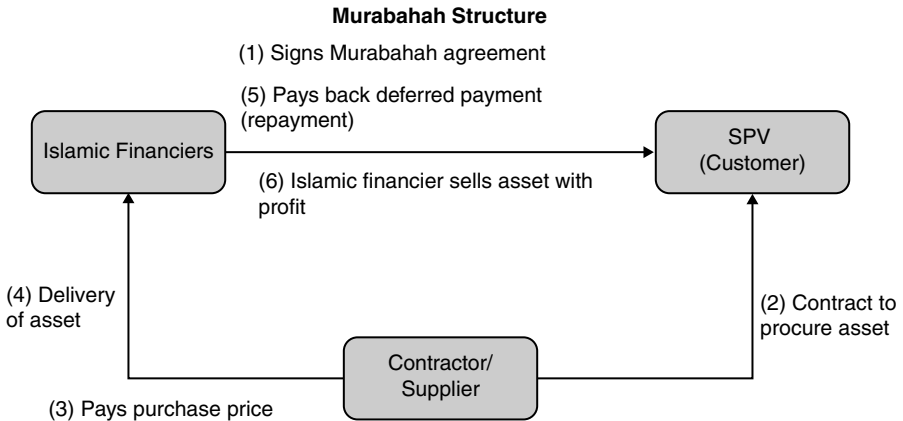 Murabahah Structure
(1) Signs Murabahah agreement
(5) Pays back deferred payment
(repayment)
Islamic Financiers
SPV
(Customer)
(6) Islamic financier sells asset with
profit
(4) Delivery
of asset
(2) Contract to
procure asset
Contractor/
Supplier
(3) Pays purchase price